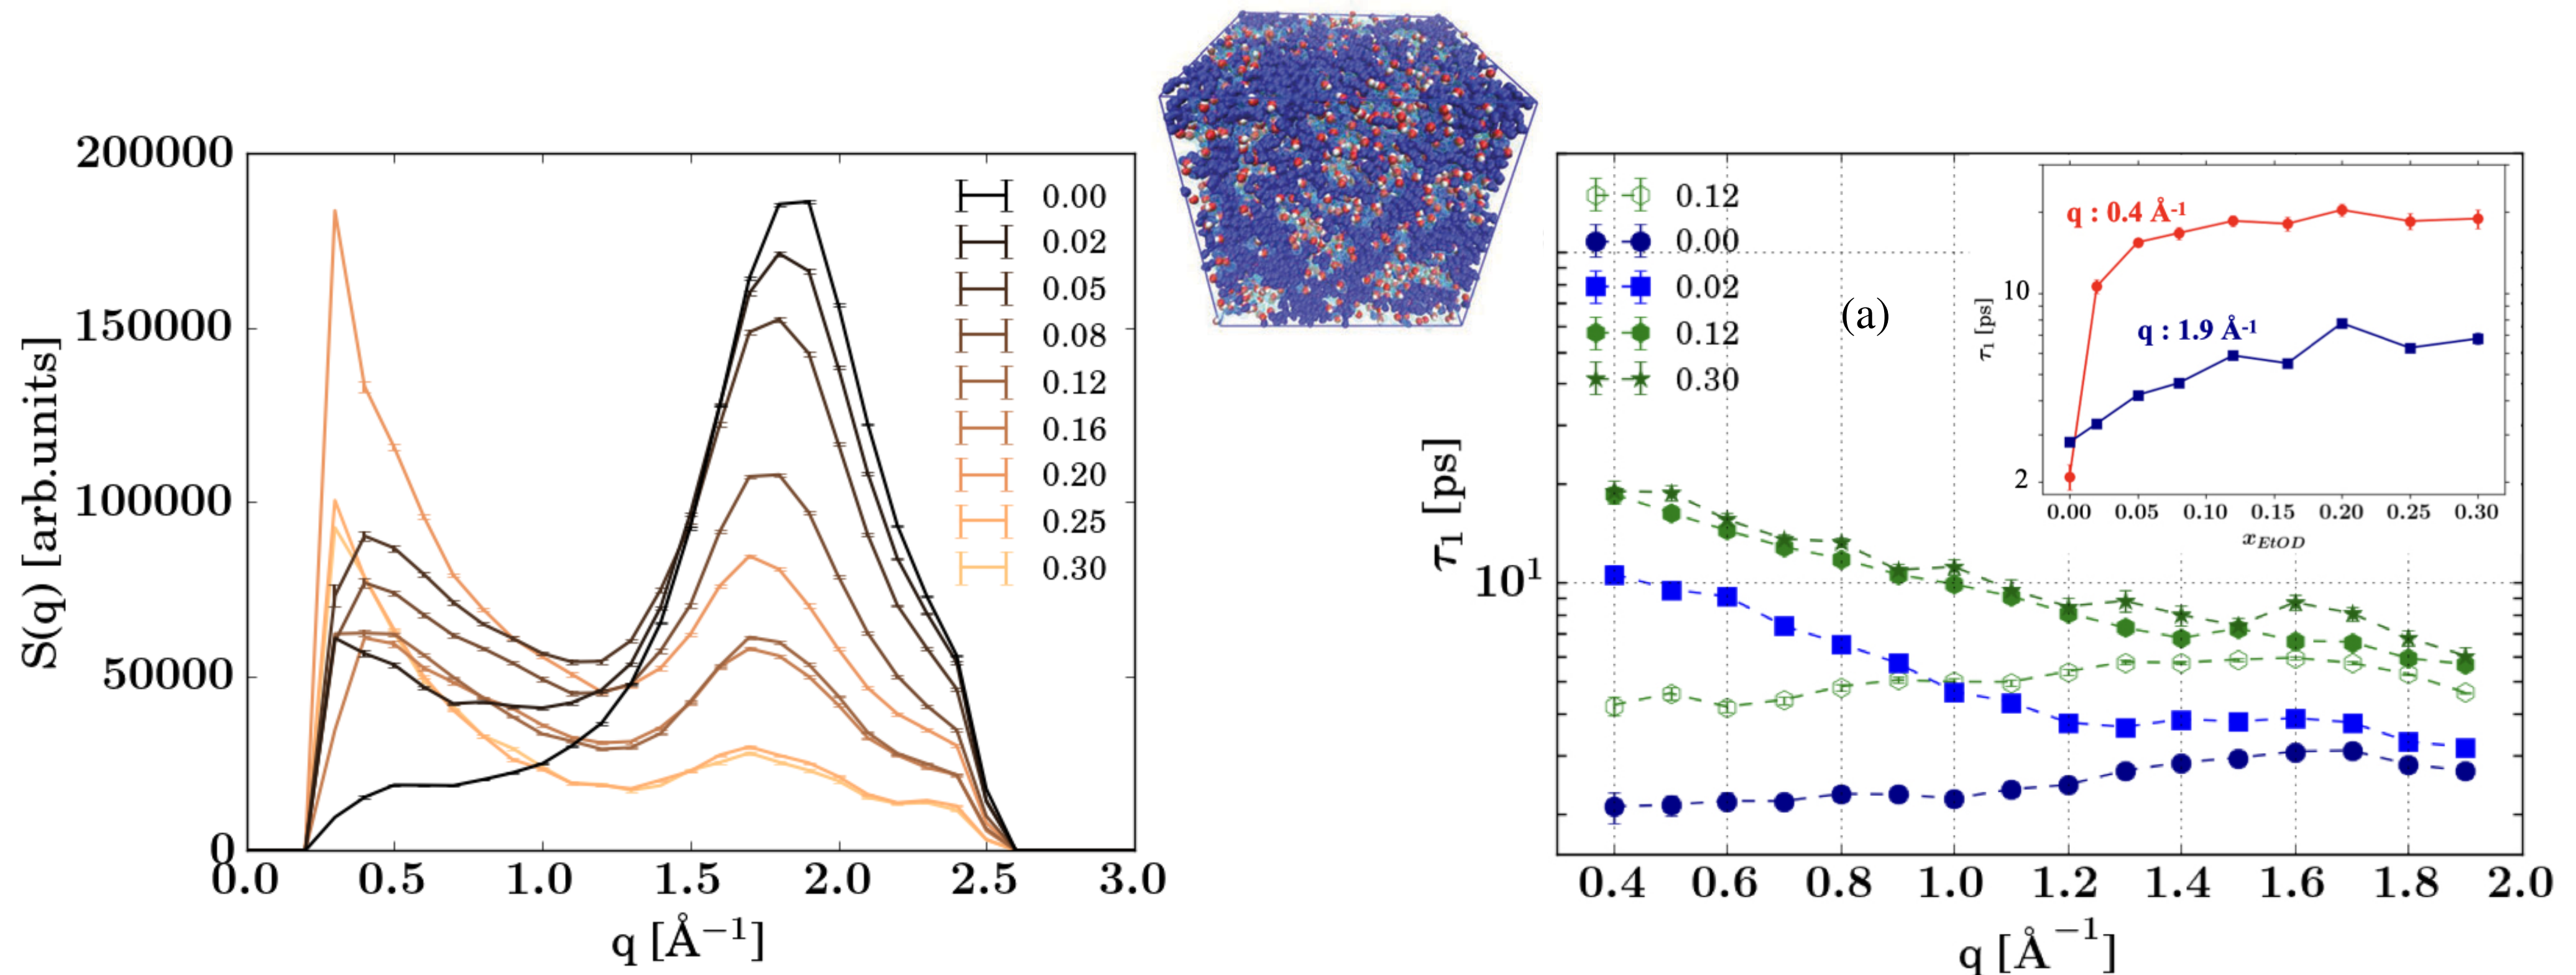 200000
150000
100000
50000
0
S(q) [arb.units]
0.0 0.5 1.0 1.5 2.0 2.5 3.0
q [Å⁻¹]
0.00
0.02
0.05
0.08
0.12
0.16
0.20
0.25
0.30
0.12
0.00
0.02
0.12
0.30
(a)
τ₁ [ps]
10¹
0.4 0.6 0.8 1.0 1.2 1.4 1.6 1.8 2.0
q [Å⁻¹]
q : 0.4 Å⁻¹
q : 1.9 Å⁻¹
τ₁ [ps]
10
2
0.00 0.05 0.10 0.15 0.20 0.25 0.30
x_EtOD